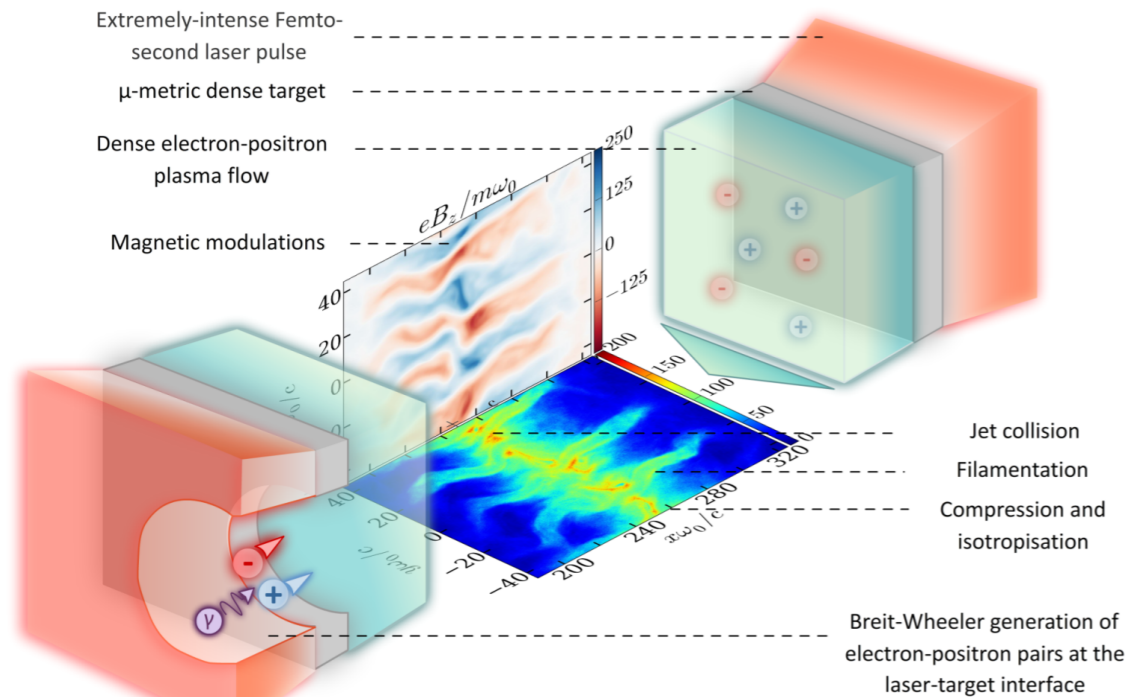 Extremely-intense Femto-
second laser pulse
μ-metric dense target
Dense electron-positron
plasma flow
Magnetic modulations
eB_z/mω_0
250
125
0
−125
40
20
0
200
150
100
50
0
40
20
0
−20
−40
yω_0/c
200
240
280
320
xω_0/c
- + + - - +
- +
γ
Jet collision
Filamentation
Compression and
isotropisation
Breit-Wheeler generation of
electron-positron pairs at the
laser-target interface